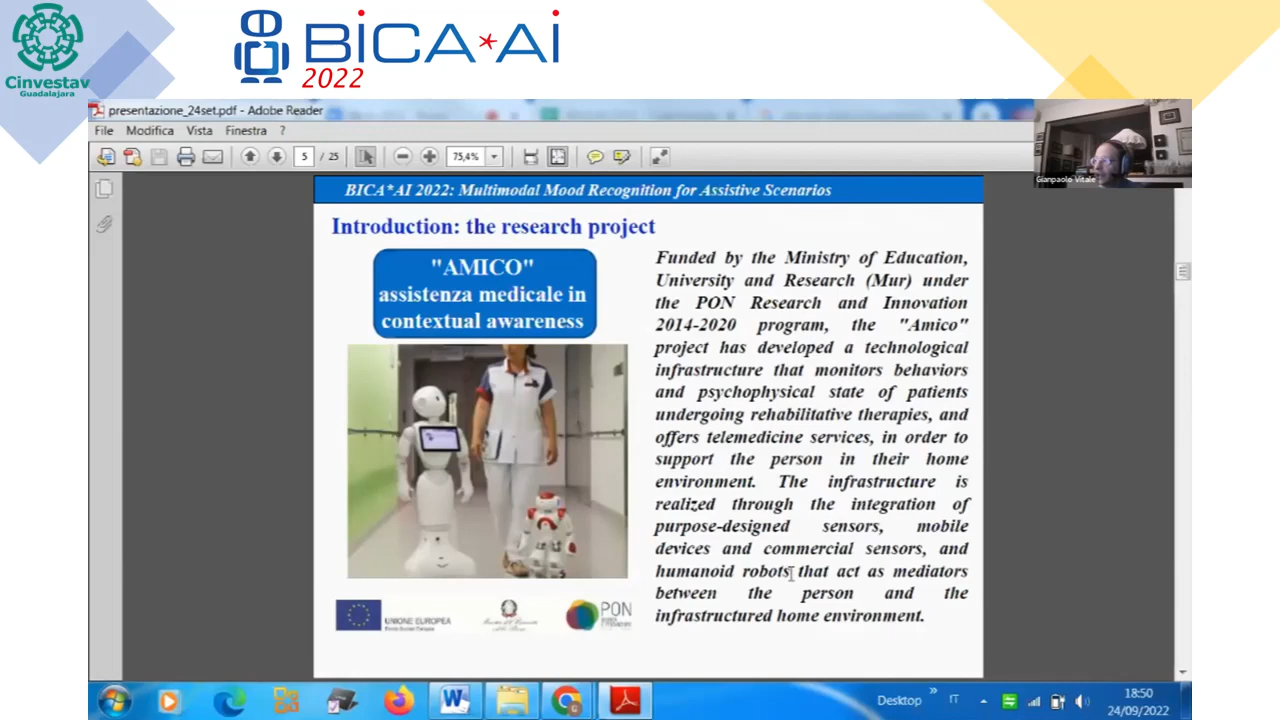 Cinvestav
Guadalajara
BiCA*Ai
2022
presentazione_24set.pdf - Adobe Reader
File Modifica Vista Finestra ?
5 / 25 75,4%
Gianpaolo Vitale
BICA*AI 2022: Multimodal Mood Recognition for Assistive Scenarios
Introduction: the research project
"AMICO"
assistenza medicale in
contextual awareness
Funded by the Ministry of Education,
University and Research (Mur) under
the PON Research and Innovation
2014-2020 program, the "Amico"
project has developed a technological
infrastructure that monitors behaviors
and psychophysical state of patients
undergoing rehabilitative therapies, and
offers telemedicine services, in order to
support the person in their home
environment. The infrastructure is
realized through the integration of
purpose-designed sensors, mobile
devices and commercial sensors, and
humanoid robots that act as mediators
between the person and the
infrastructured home environment.
UNIONE EUROPEA
PON
Desktop » IT 18:50
24/09/2022